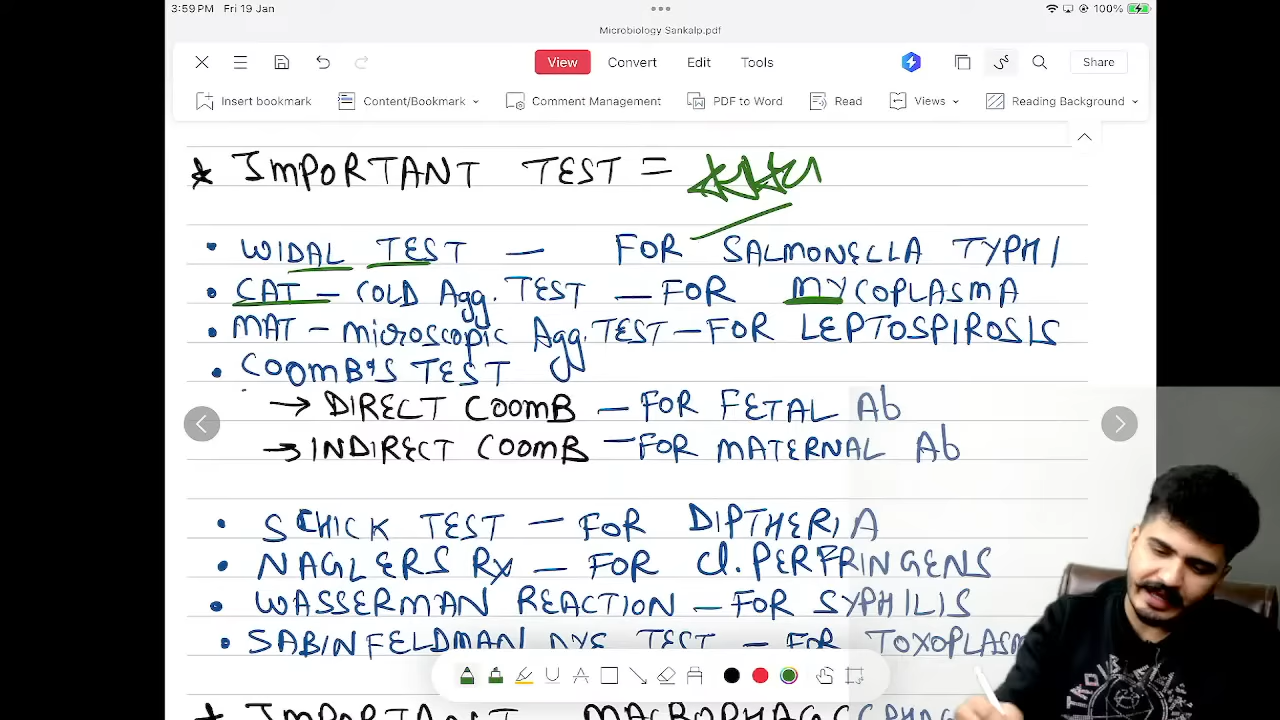 3:59 PM Fri 19 Jan
100%
Microbiology Sankalp.pdf
View Convert Edit Tools Share
Insert bookmark Content/Bookmark Comment Management PDF to Word Read Views Reading Background
* IMPORTANT TEST =
• WIDAL TEST — FOR SALMONELLA TYPHI
• CAT – COLD Agg. TEST — FOR MYCOPLASMA
• MAT – microscopic Agg. TEST – FOR LEPTOSPIROSIS
• COOMB'S TEST
→ DIRECT COOMB – FOR FETAL Ab
→ INDIRECT COOMB – FOR MATERNAL Ab
• SCHICK TEST – FOR DIPTHERIA
• NAGLERS Rx – FOR Cl. PERFRINGENS
• WASSERMAN REACTION – FOR SYPHILIS
• SABINFELDMAN DYE TEST – FOR TOXOPLASM
* IMPORTANT MACROPHAGE
TROIB